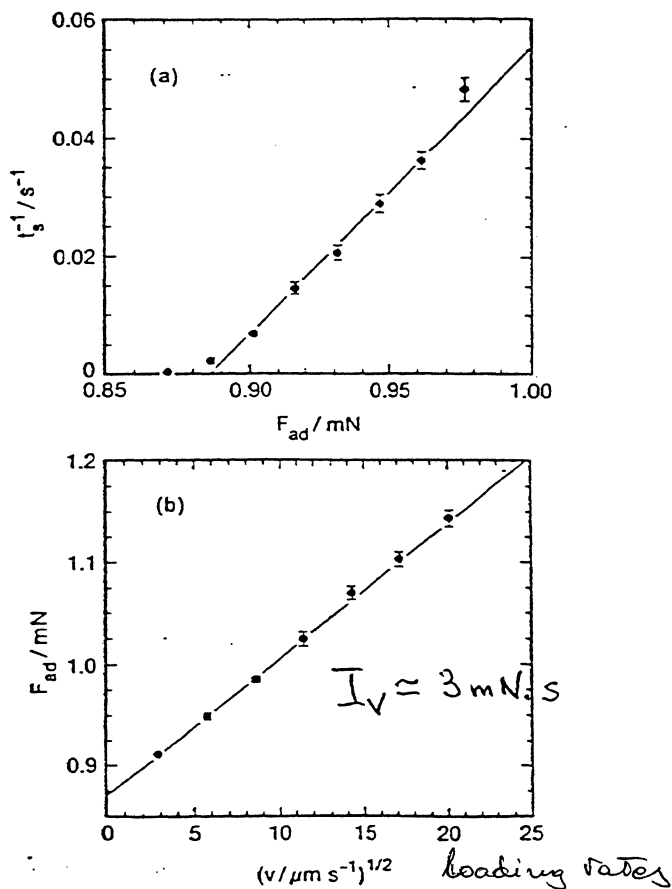 0.06
(a)
0.04
t_s^-1 / s^-1
0.02
0
0.85 0.90 0.95 1.00
F_ad / mN
1.2
(b)
1.1
F_ad / mN
1.0
I_V ≃ 3 mN.s
0.9
0 5 10 15 20 25
(v/μm s^-1)^1/2 loading rates